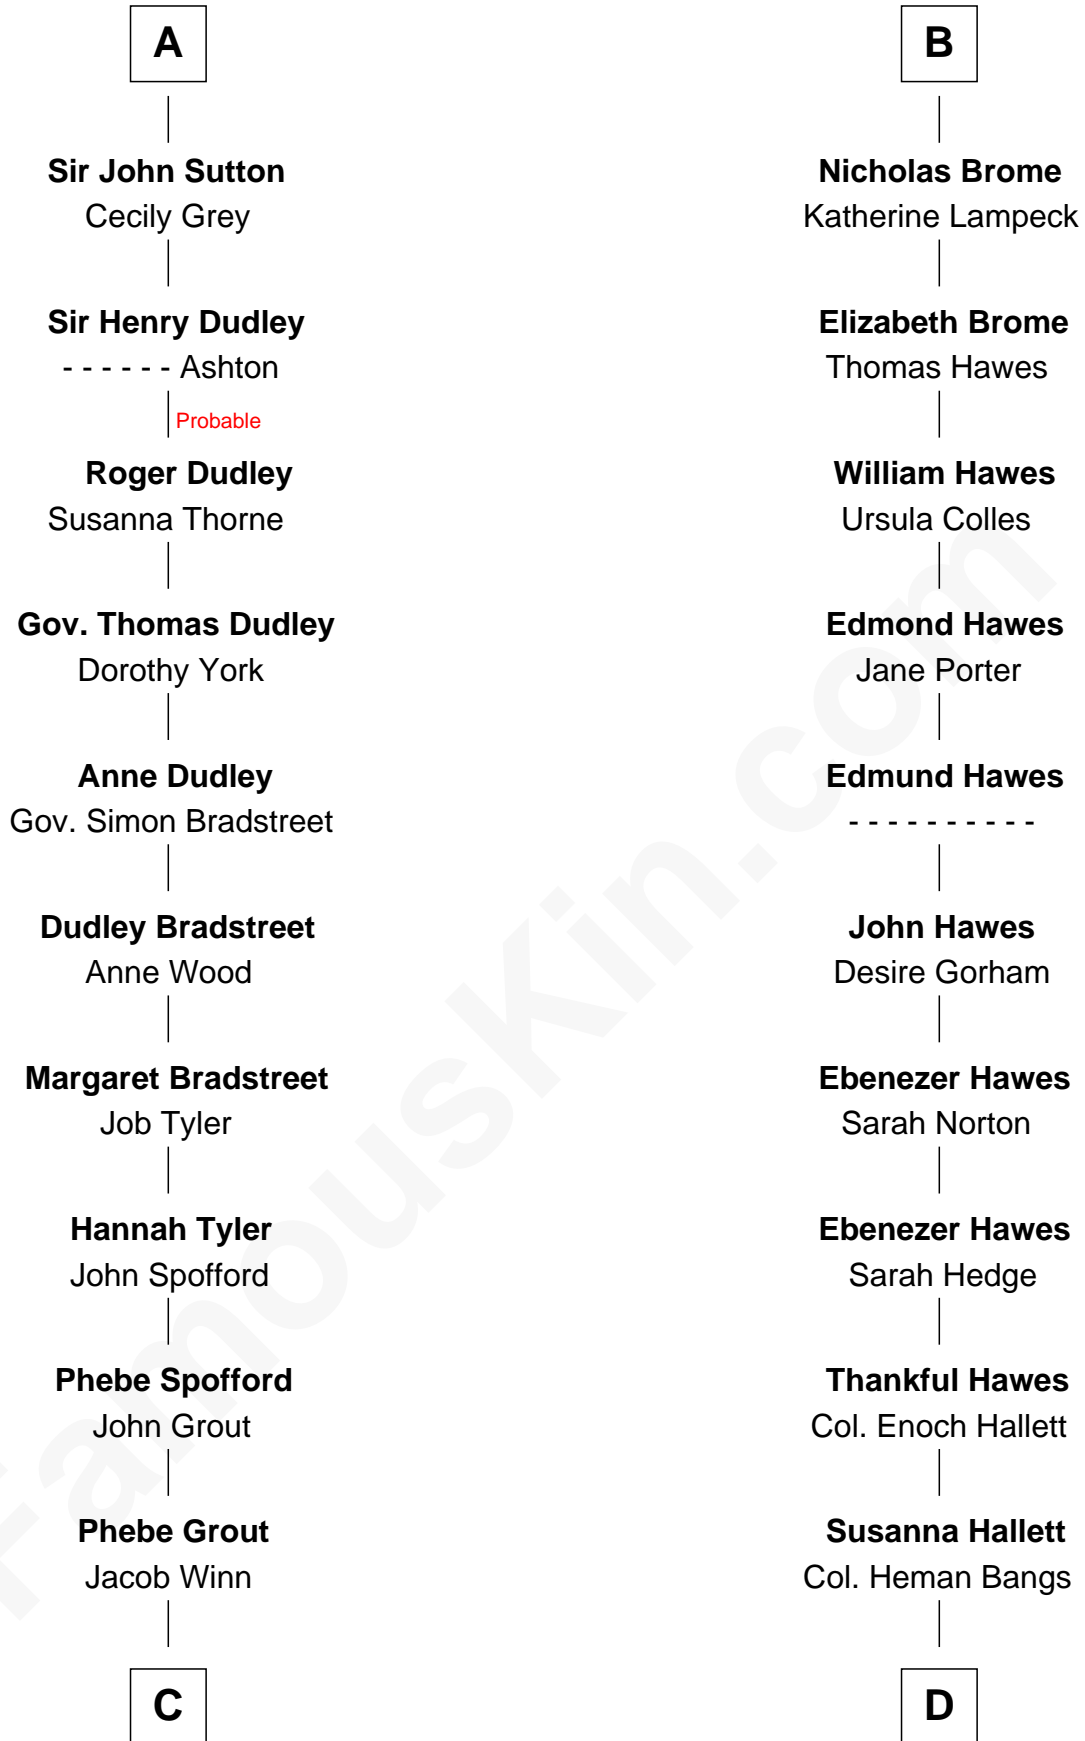 A
Sir John Sutton
Cecily Grey
Sir Henry Dudley
- - - - - - Ashton
Probable
Roger Dudley
Susanna Thorne
Gov. Thomas Dudley
Dorothy York
Anne Dudley
Gov. Simon Bradstreet
Dudley Bradstreet
Anne Wood
Margaret Bradstreet
Job Tyler
Hannah Tyler
John Spofford
Phebe Spofford
John Grout
Phebe Grout
Jacob Winn
C
B
Nicholas Brome
Katherine Lampeck
Elizabeth Brome
Thomas Hawes
William Hawes
Ursula Colles
Edmond Hawes
Jane Porter
Edmund Hawes
- - - - - - - - - -
John Hawes
Desire Gorham
Ebenezer Hawes
Sarah Norton
Ebenezer Hawes
Sarah Hedge
Thankful Hawes
Col. Enoch Hallett
Susanna Hallett
Col. Heman Bangs
D
FamousKin.com